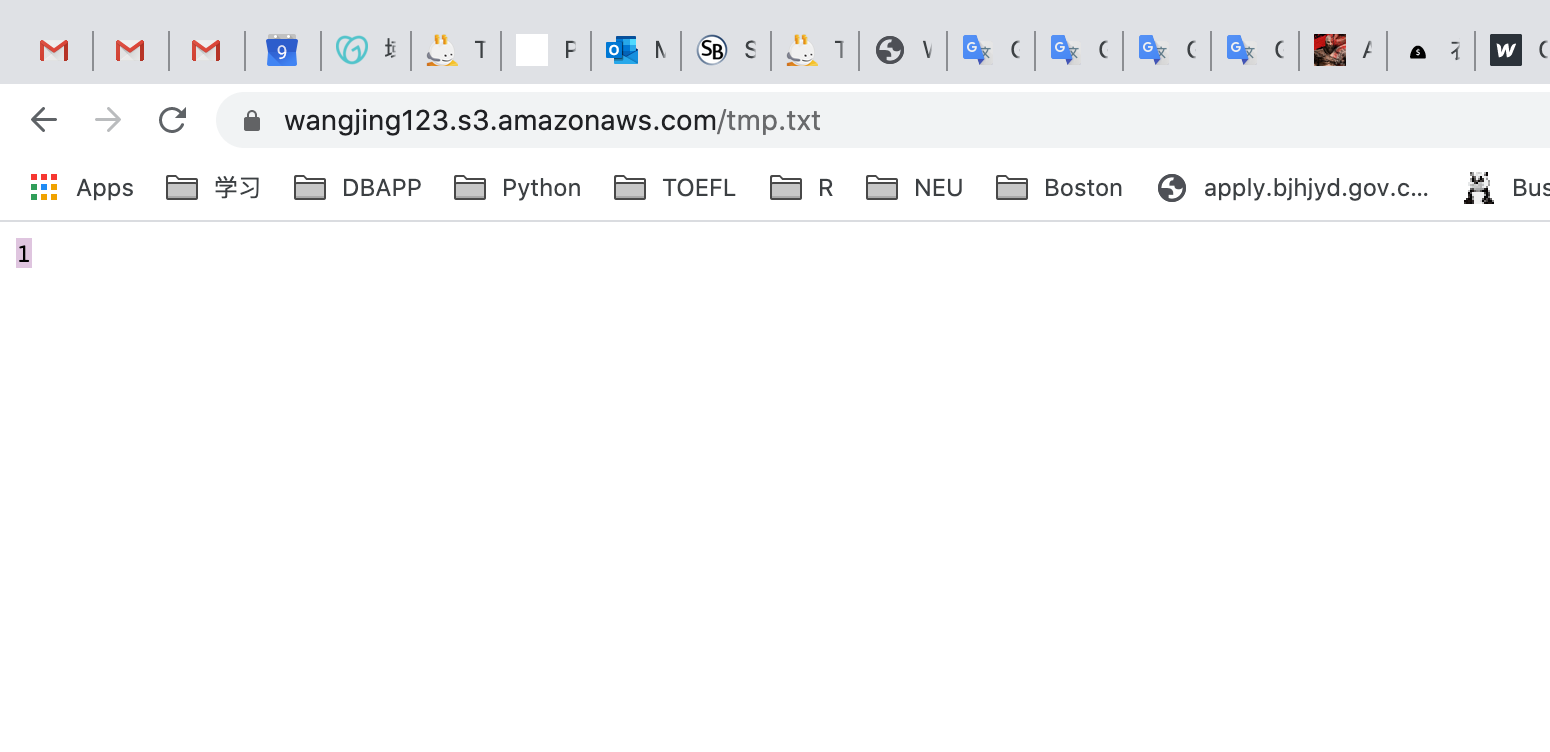 9 T P M SB S T G G G G W
wangjing123.s3.amazonaws.com/tmp.txt
Apps 学习 DBAPP Python TOEFL R NEU Boston apply.bjhjyd.gov.c... Bus
1